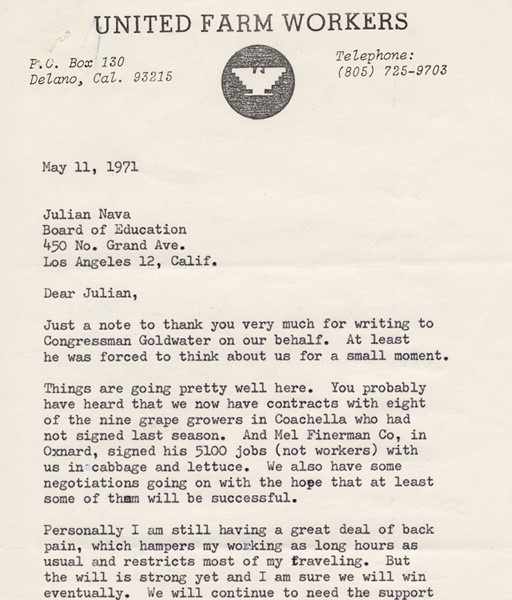 UNITED FARM WORKERS
P.O. Box 130
Delano, Cal. 93215
Telephone:
(805) 725-9703
May 11, 1971
Julian Nava
Board of Education
450 No. Grand Ave.
Los Angeles 12, Calif.
Dear Julian,
Just a note to thank you very much for writing to
Congressman Goldwater on our behalf. At least
he was forced to think about us for a small moment.
Things are going pretty well here. You probably
have heard that we now have contracts with eight
of the nine grape growers in Coachella who had
not signed last season. And Mel Finerman Co, in
Oxnard, signed his 5100 jobs (not workers) with
us in cabbage and lettuce. We also have some
negotiations going on with the hope that at least
some of them will be successful.
Personally I am still having a great deal of back
pain, which hampers my working as long hours as
usual and restricts most of my fraveling. But
the will is strong yet and I am sure we will win
eventually. We will continue to need the support